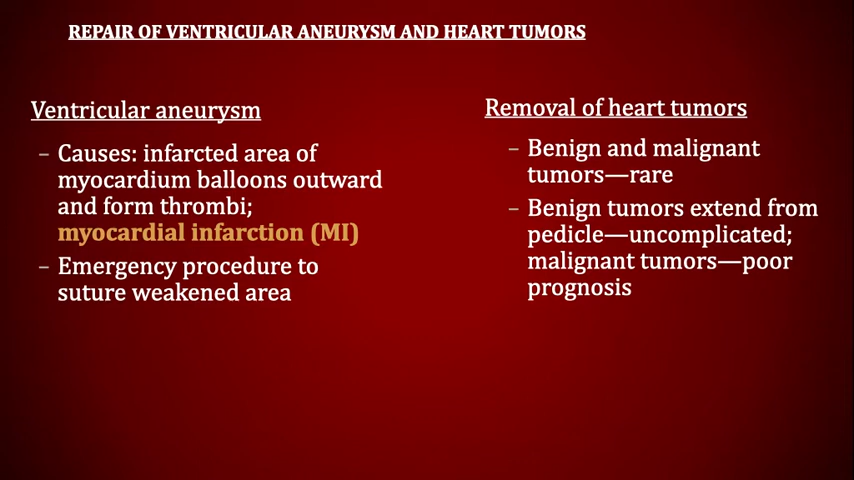 REPAIR OF VENTRICULAR ANEURYSM AND HEART TUMORS
Ventricular aneurysm
– Causes: infarcted area of
myocardium balloons outward
and form thrombi;
myocardial infarction (MI)
– Emergency procedure to
suture weakened area
Removal of heart tumors
– Benign and malignant
tumors—rare
– Benign tumors extend from
pedicle—uncomplicated;
malignant tumors—poor
prognosis